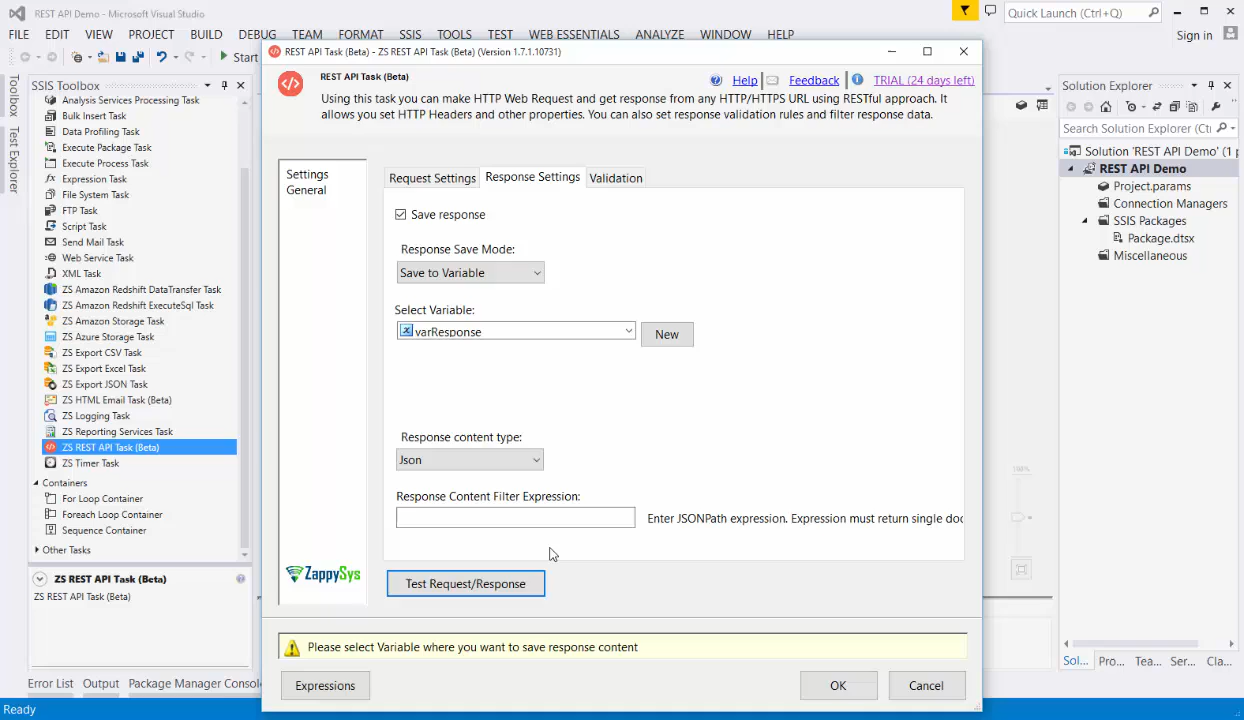 REST API Demo - Microsoft Visual Studio
Quick Launch (Ctrl+Q)
FILE EDIT VIEW PROJECT BUILD DEBUG TEAM FORMAT SSIS TOOLS TEST WEB ESSENTIALS ANALYZE WINDOW HELP
Sign in
Start
Toolbox
Test Explorer
SSIS Toolbox
Analysis Services Processing Task
Bulk Insert Task
Data Profiling Task
Execute Package Task
Execute Process Task
Expression Task
File System Task
FTP Task
Script Task
Send Mail Task
Web Service Task
XML Task
ZS Amazon Redshift DataTransfer Task
ZS Amazon Redshift ExecuteSql Task
ZS Amazon Storage Task
ZS Azure Storage Task
ZS Export CSV Task
ZS Export Excel Task
ZS Export JSON Task
ZS HTML Email Task (Beta)
ZS Logging Task
ZS Reporting Services Task
ZS REST API Task (Beta)
ZS Timer Task
Containers
For Loop Container
Foreach Loop Container
Sequence Container
Other Tasks
ZS REST API Task (Beta)
ZS REST API Task (Beta)
Error List Output Package Manager Consol
Ready
REST API Task (Beta) - ZS REST API Task (Beta) (Version 1.7.1.10731)
REST API Task (Beta)
Help Feedback TRIAL (24 days left)
Using this task you can make HTTP Web Request and get response from any HTTP/HTTPS URL using RESTful approach. It
allows you set HTTP Headers and other properties. You can also set response validation rules and filter response data.
Settings
General
ZappySys
Request Settings Response Settings Validation
Save response
Response Save Mode:
Save to Variable
Select Variable:
varResponse
New
Response content type:
Json
Response Content Filter Expression:
Enter JSONPath expression. Expression must return single doc
Test Request/Response
Please select Variable where you want to save response content
Expressions
OK
Cancel
100%
Solution Explorer
Search Solution Explorer (Ctrl
Solution 'REST API Demo' (1 p
REST API Demo
Project.params
Connection Managers
SSIS Packages
Package.dtsx
Miscellaneous
Sol... Pro... Tea... Ser... Cla...